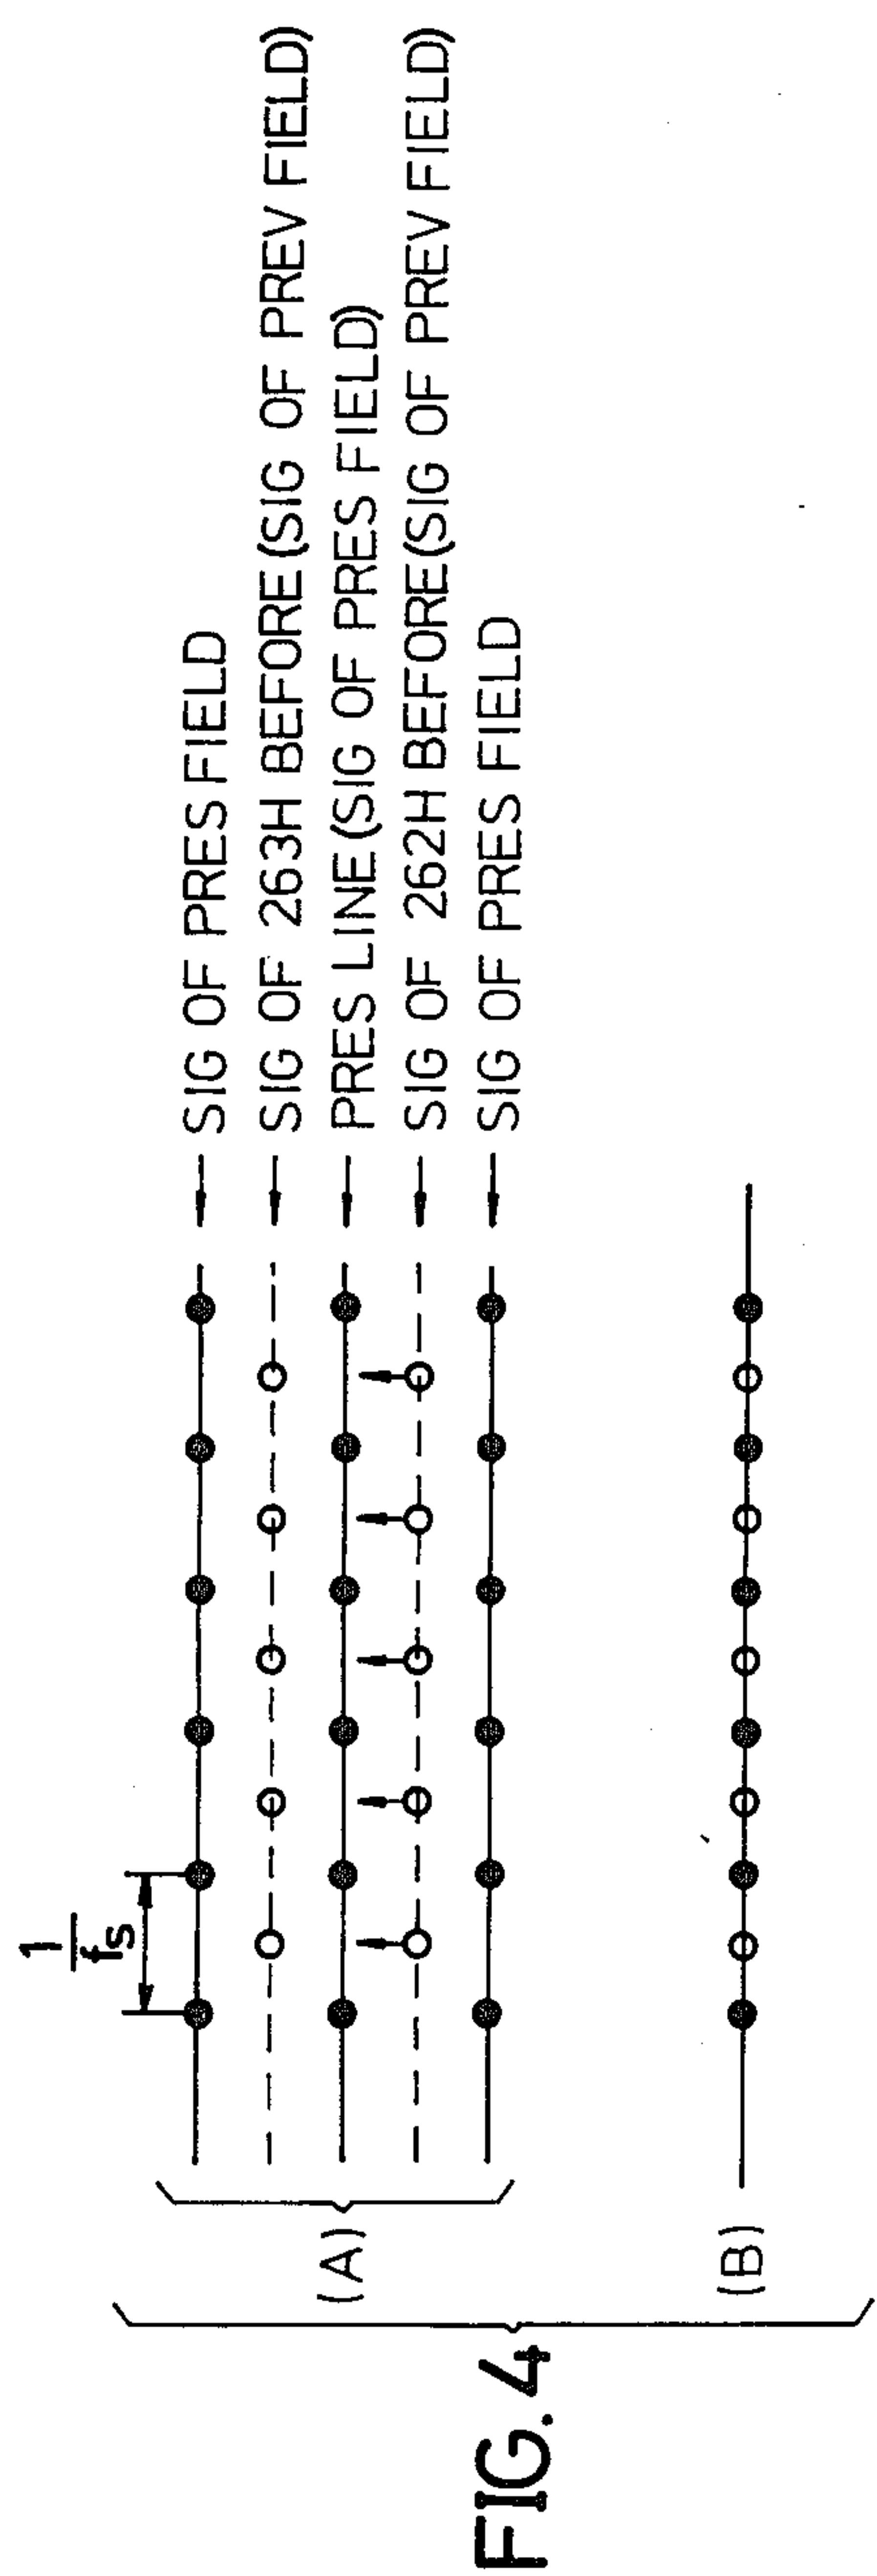 FIG. 4
(A)
1/fs
SIG OF PRES FIELD
SIG OF 263H BEFORE(SIG OF PREV FIELD)
PRES LINE(SIG OF PRES FIELD)
SIG OF 262H BEFORE(SIG OF PREV FIELD)
SIG OF PRES FIELD
(B)